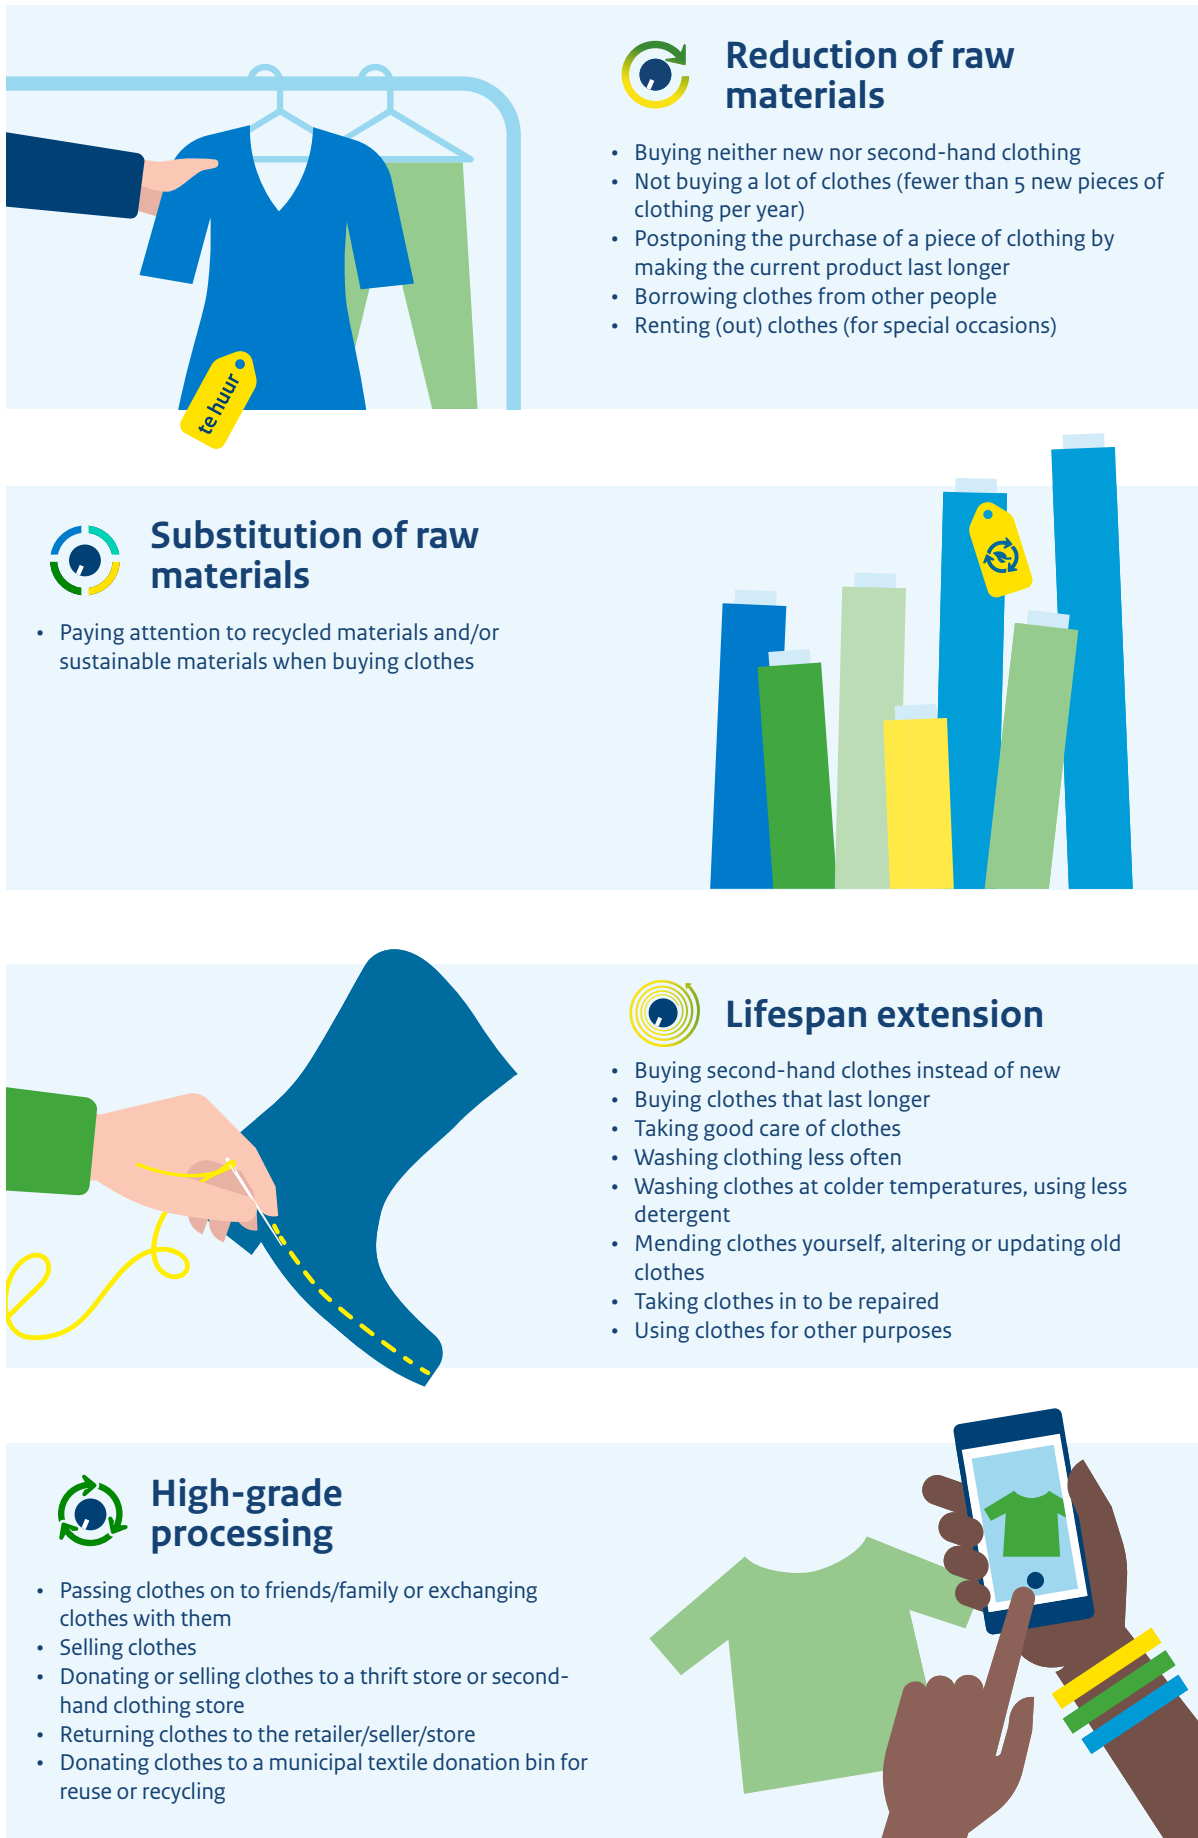 Reduction of raw
materials
• Buying neither new nor second-hand clothing
• Not buying a lot of clothes (fewer than 5 new pieces of
clothing per year)
• Postponing the purchase of a piece of clothing by
making the current product last longer
• Borrowing clothes from other people
• Renting (out) clothes (for special occasions)
te huur
Substitution of raw
materials
• Paying attention to recycled materials and/or
sustainable materials when buying clothes
Lifespan extension
• Buying second-hand clothes instead of new
• Buying clothes that last longer
• Taking good care of clothes
• Washing clothing less often
• Washing clothes at colder temperatures, using less
detergent
• Mending clothes yourself, altering or updating old
clothes
• Taking clothes in to be repaired
• Using clothes for other purposes
High-grade
processing
• Passing clothes on to friends/family or exchanging
clothes with them
• Selling clothes
• Donating or selling clothes to a thrift store or second-
hand clothing store
• Returning clothes to the retailer/seller/store
• Donating clothes to a municipal textile donation bin for
reuse or recycling